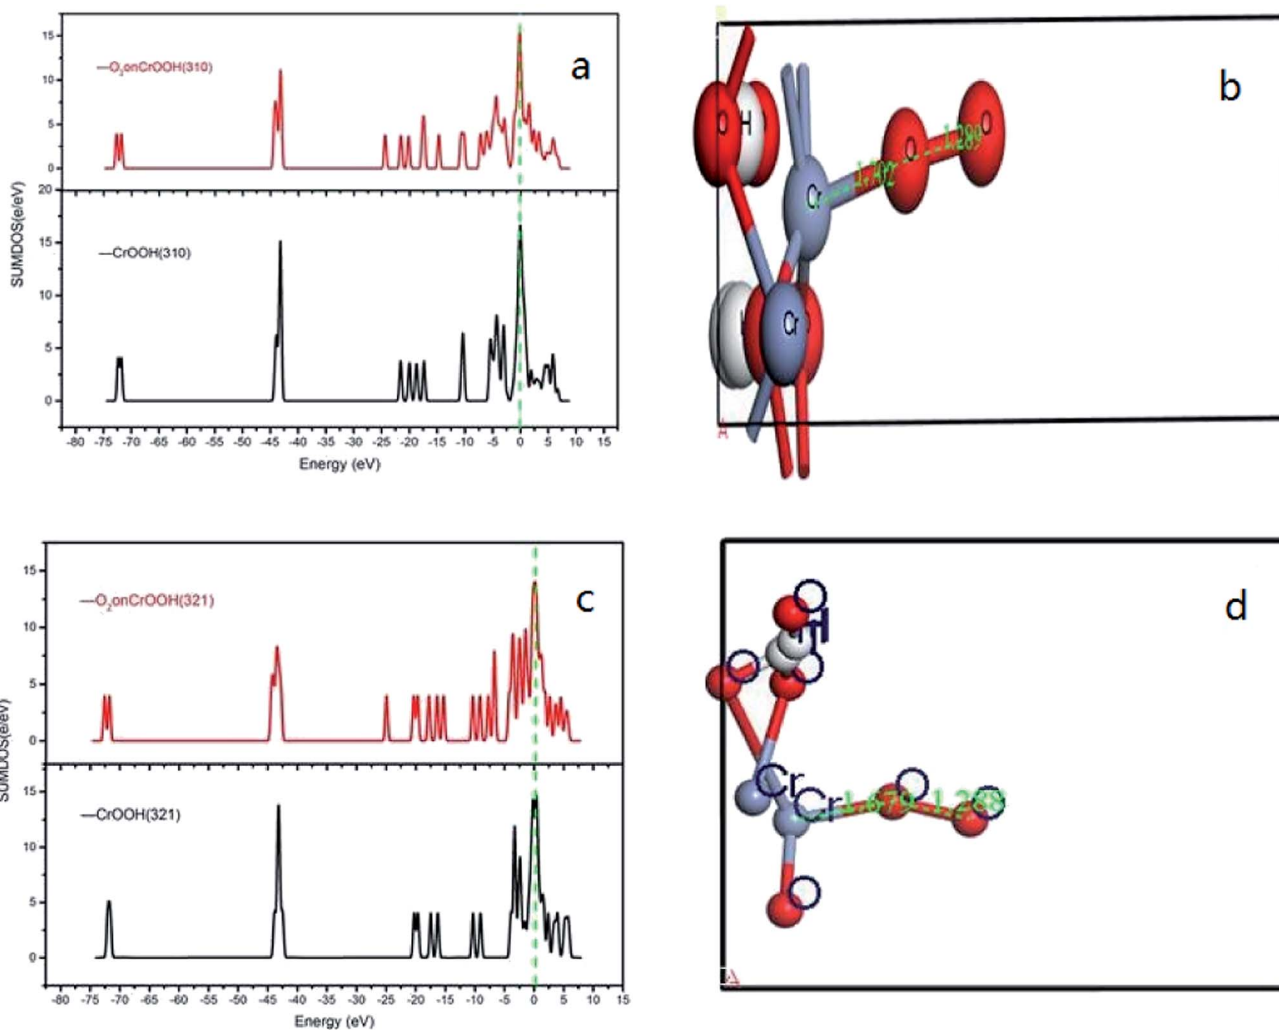 15
10
5
0
—O2onCrOOH(310)
a
20
15
10
5
0
—CrOOH(310)
SUMDOS(e/eV)
-80 -75 -70 -65 -60 -55 -50 -45 -40 -35 -30 -25 -20 -15 -10 -5 0 5 10 15
Energy (eV)
b
O H
O O
1.289
Cr
Cr
A
15
10
5
0
—O2onCrOOH(321)
c
15
10
5
0
—CrOOH(321)
SUMDOS(e/eV)
-80 -75 -70 -65 -60 -55 -50 -45 -40 -35 -30 -25 -20 -15 -10 -5 0 5 10 15
Energy (eV)
d
O
H
O O
Cr
Cr 1.679 1.288
O O
O
A